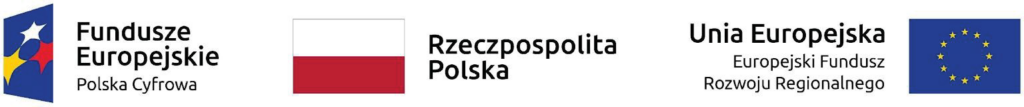 Fundusze
Europejskie
Polska Cyfrowa
Rzeczpospolita
Polska
Unia Europejska
Europejski Fundusz
Rozwoju Regionalnego